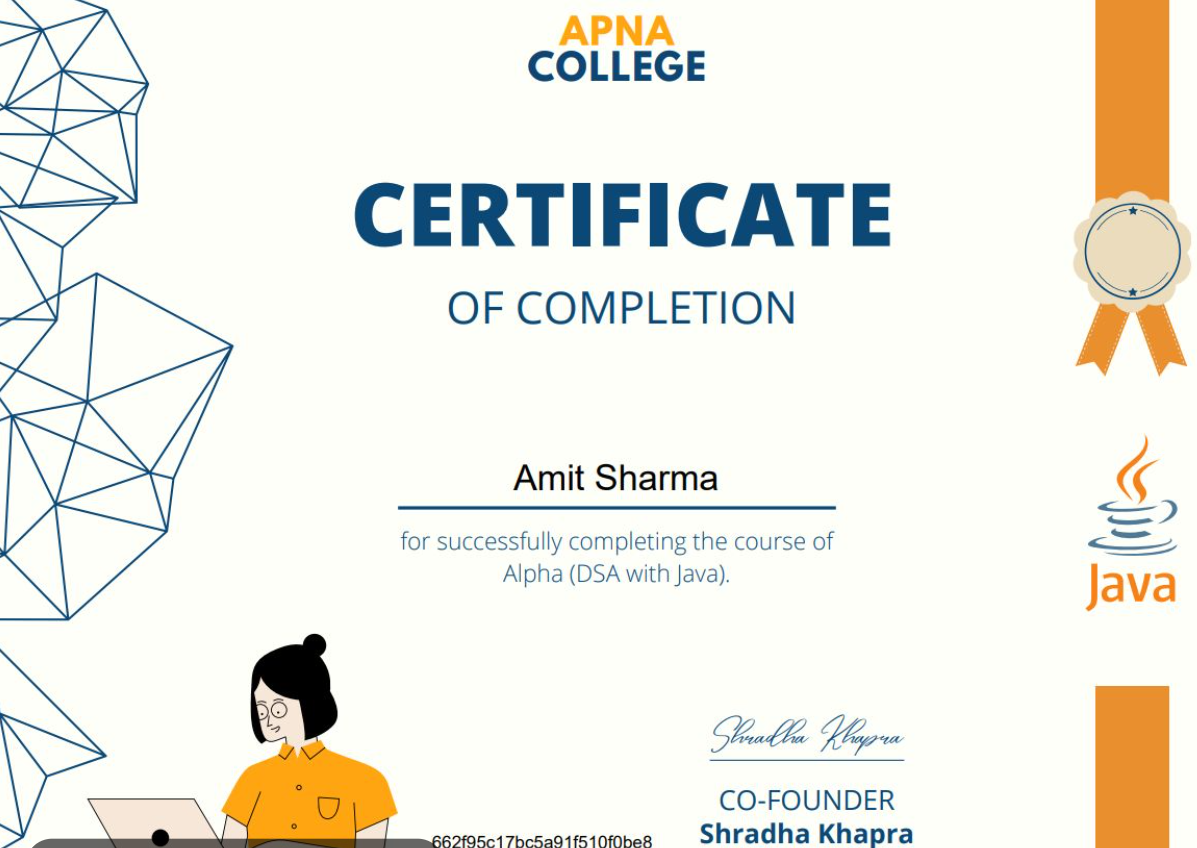 APNA
COLLEGE
CERTIFICATE
OF COMPLETION
Amit Sharma
for successfully completing the course of
Alpha (DSA with Java).
Java
Shradha Khapra
CO-FOUNDER
Shradha Khapra
662f95c17bc5a91f510f0be8